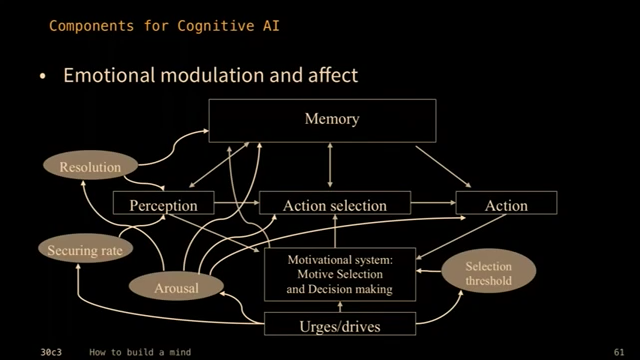 Components for Cognitive AI
• Emotional modulation and affect
Memory
Resolution
Perception
Action selection
Action
Securing rate
Motivational system:
Motive Selection
and Decision making
Selection
threshold
Arousal
Urges/drives
30c3 How to build a mind 61